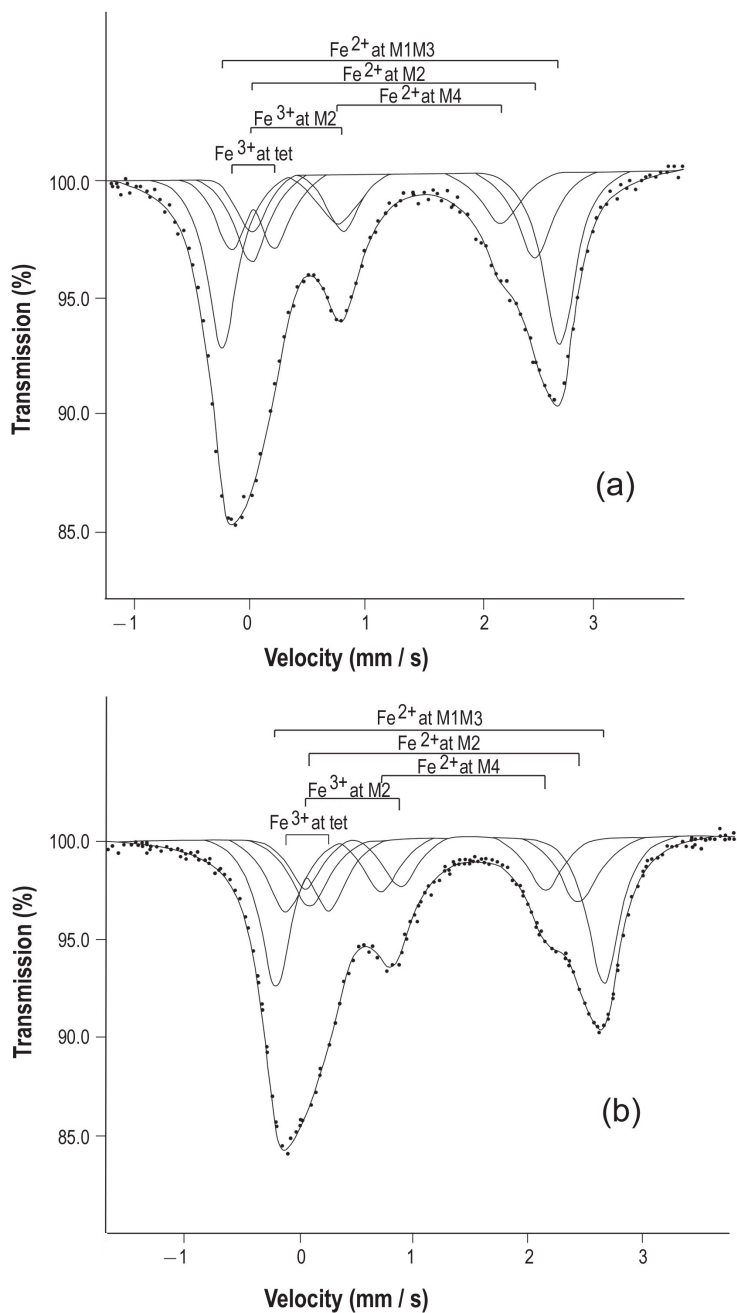 Fe2+ at M1M3
Fe2+ at M2
Fe2+ at M4
Fe3+ at M2
Fe3+ at tet
100.0
95.0
90.0
85.0
Transmission (%)
(a)
−1 0 1 2 3
Velocity (mm / s)
Fe2+ at M1M3
Fe2+ at M2
Fe2+ at M4
Fe3+ at M2
Fe3+ at tet
100.0
95.0
90.0
85.0
Transmission (%)
(b)
−1 0 1 2 3
Velocity (mm / s)